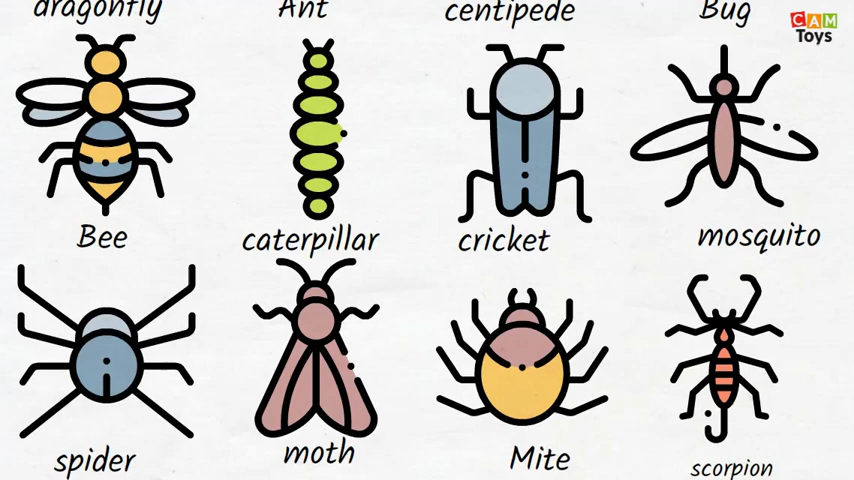 dragonfly
Ant
centipede
Bug
CAM
Toys
Bee
caterpillar
cricket
mosquito
spider
moth
Mite
scorpion